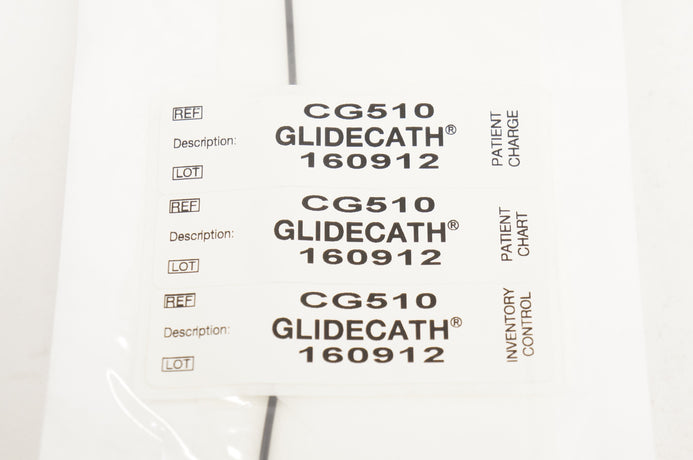 REF CG510
Description: GLIDECATH®
LOT 160912
PATIENT
CHARGE
REF CG510
Description: GLIDECATH®
LOT 160912
PATIENT
CHART
REF CG510
Description: GLIDECATH®
LOT 160912
INVENTORY
CONTROL